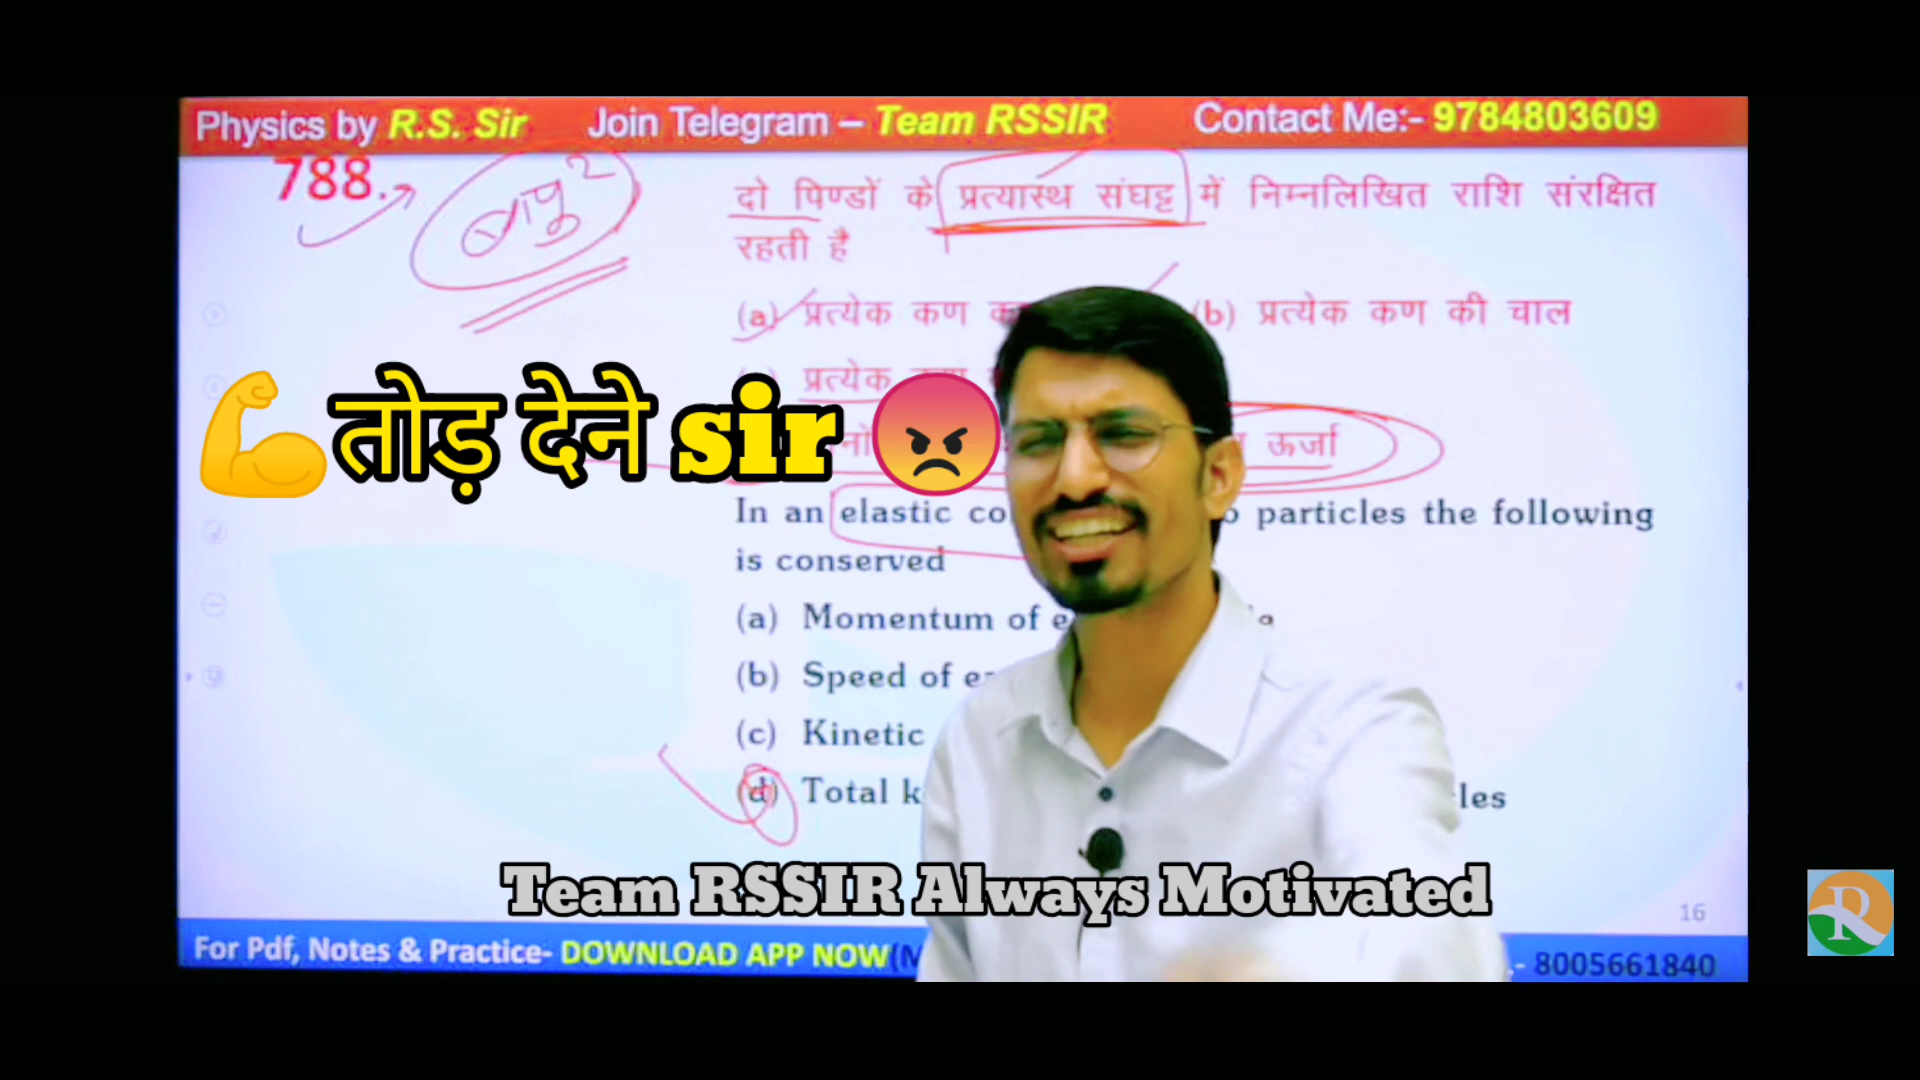 Physics by R.S. Sir Join Telegram – Team RSSIR Contact Me:- 9784803609
788.
दो पिण्डों के प्रत्यास्थ संघट्ट में निम्नलिखित राशि संरक्षित
रहती है
(a) प्रत्येक कण (b) प्रत्येक कण की चाल
प्रत्येक
ऊर्जा
तोड़ देने sir
In an elastic particles the following
is conserved
(a) Momentum of
(b) Speed of
(c) Kinetic
(d) Total
Team RSSIR Always Motivated
16
For Pdf, Notes & Practice- DOWNLOAD APP NOW 8005661840
R